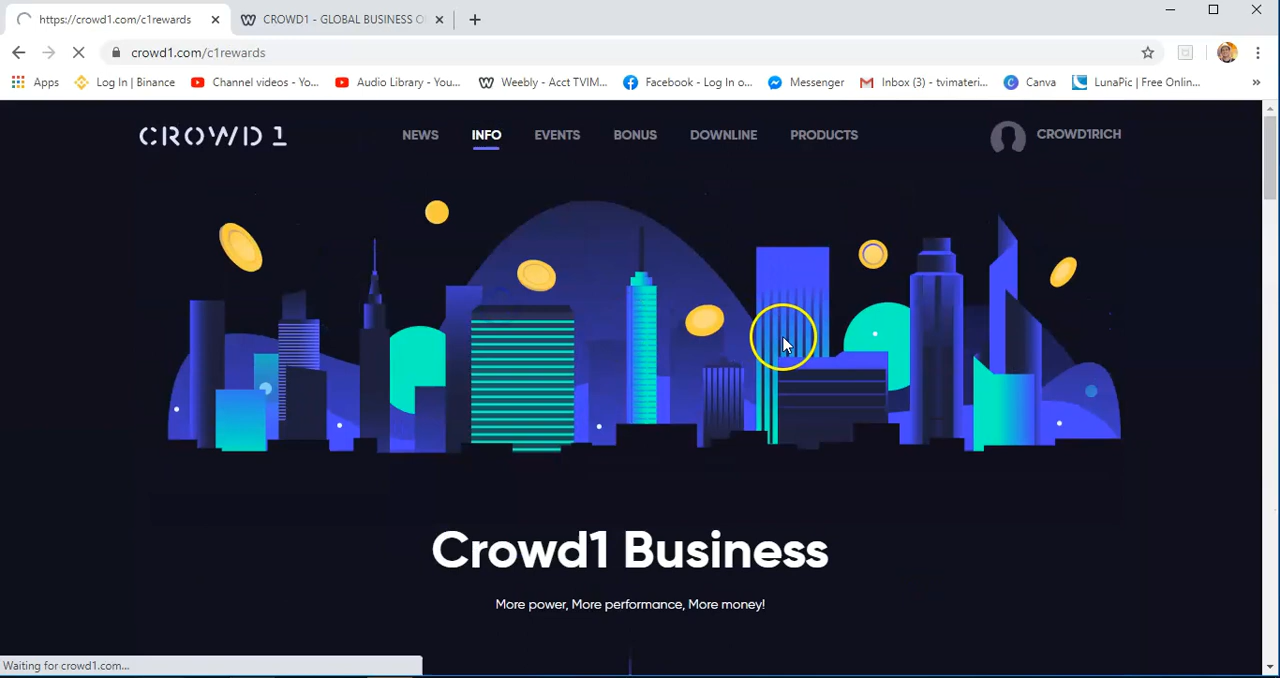 https://crowd1.com/c1rewards
CROWD1 - GLOBAL BUSINESS O
crowd1.com/c1rewards
Apps Log In | Binance Channel videos - Yo... Audio Library - You... Weebly - Acct TVIM... Facebook - Log In o... Messenger Inbox (3) - tvimateri... Canva LunaPic | Free Onlin... »
CROWD 1 NEWS INFO EVENTS BONUS DOWNLINE PRODUCTS CROWD1RICH
Crowd1 Business
More power, More performance, More money!
Waiting for crowd1.com...